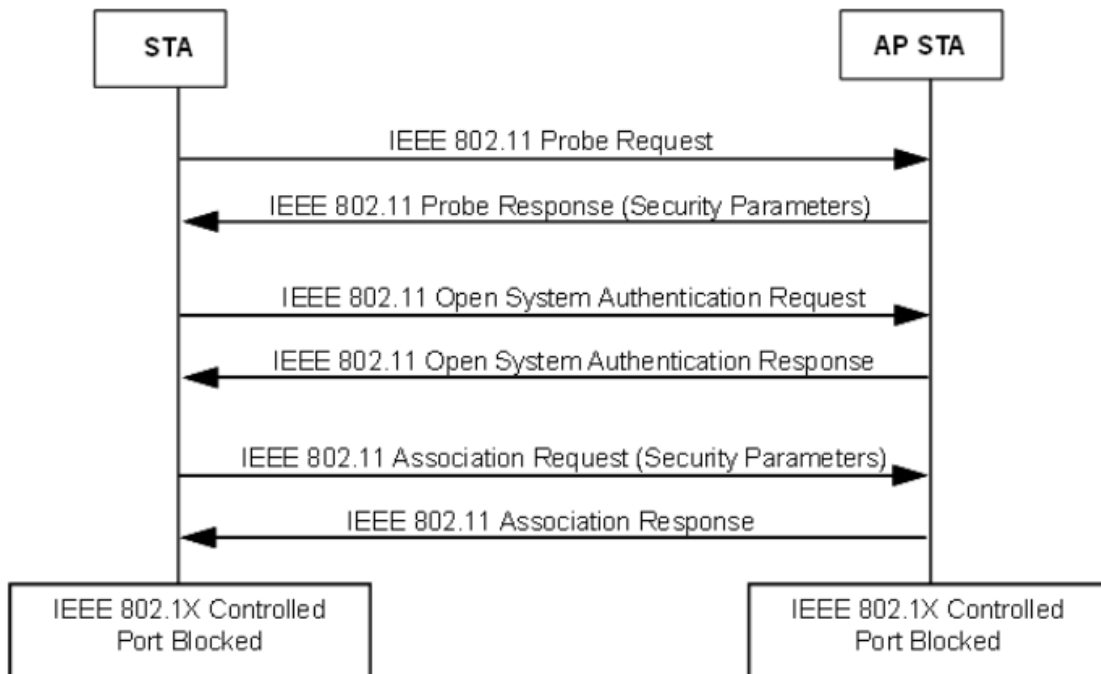 STA
AP STA
IEEE 802.11 Probe Request
IEEE 802.11 Probe Response (Security Parameters)
IEEE 802.11 Open System Authentication Request
IEEE 802.11 Open System Authentication Response
IEEE 802.11 Association Request (Security Parameters)
IEEE 802.11 Association Response
IEEE 802.1X Controlled
Port Blocked
IEEE 802.1X Controlled
Port Blocked